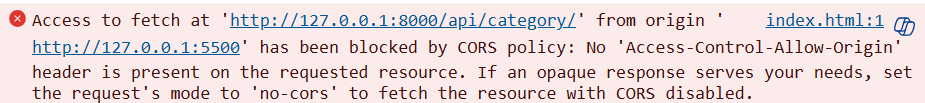 Access to fetch at 'http://127.0.0.1:8000/api/category/' from origin ' index.html:1
http://127.0.0.1:5500' has been blocked by CORS policy: No 'Access-Control-Allow-Origin'
header is present on the requested resource. If an opaque response serves your needs, set
the request's mode to 'no-cors' to fetch the resource with CORS disabled.